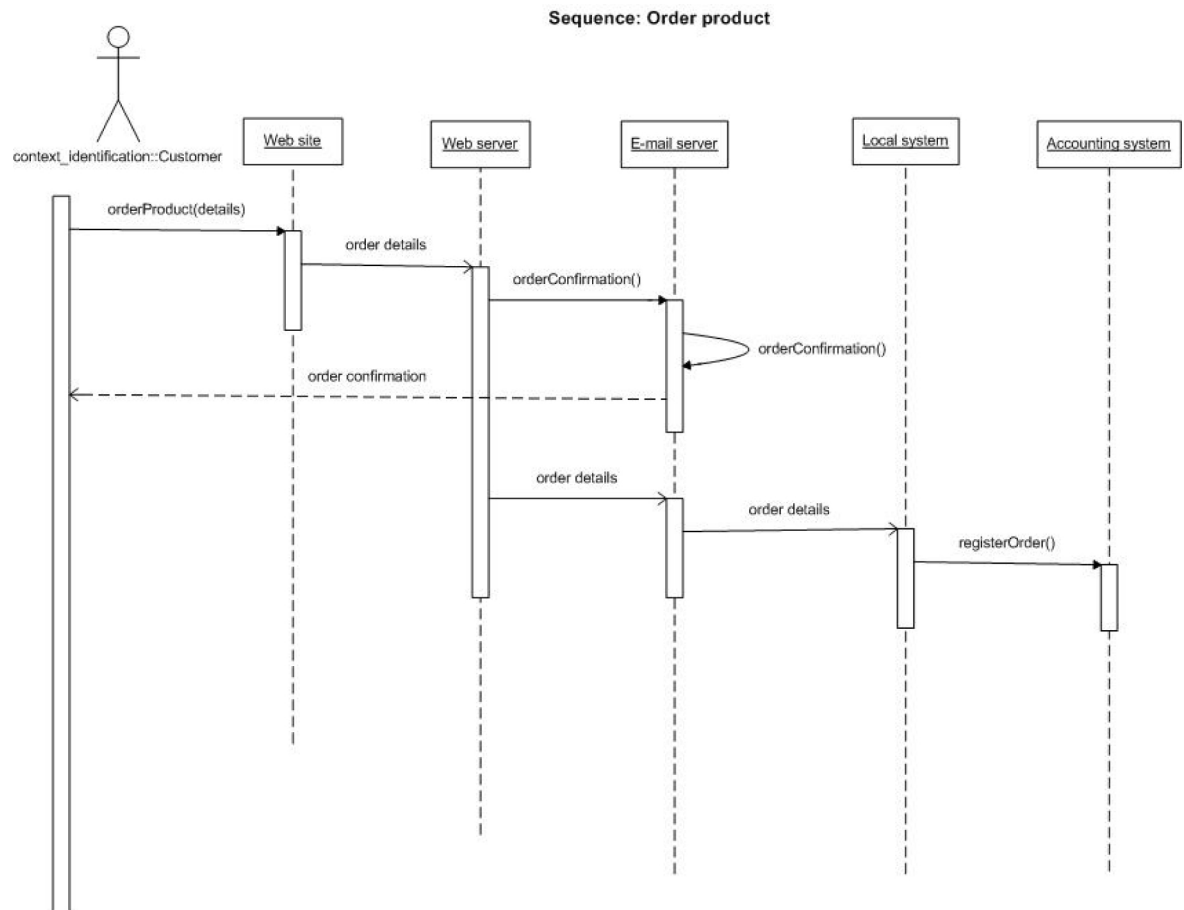 Sequence: Order product
context_identification::Customer
Web site
Web server
E-mail server
Local system
Accounting system
orderProduct(details)
order details
orderConfirmation()
orderConfirmation()
order confirmation
order details
order details
registerOrder()